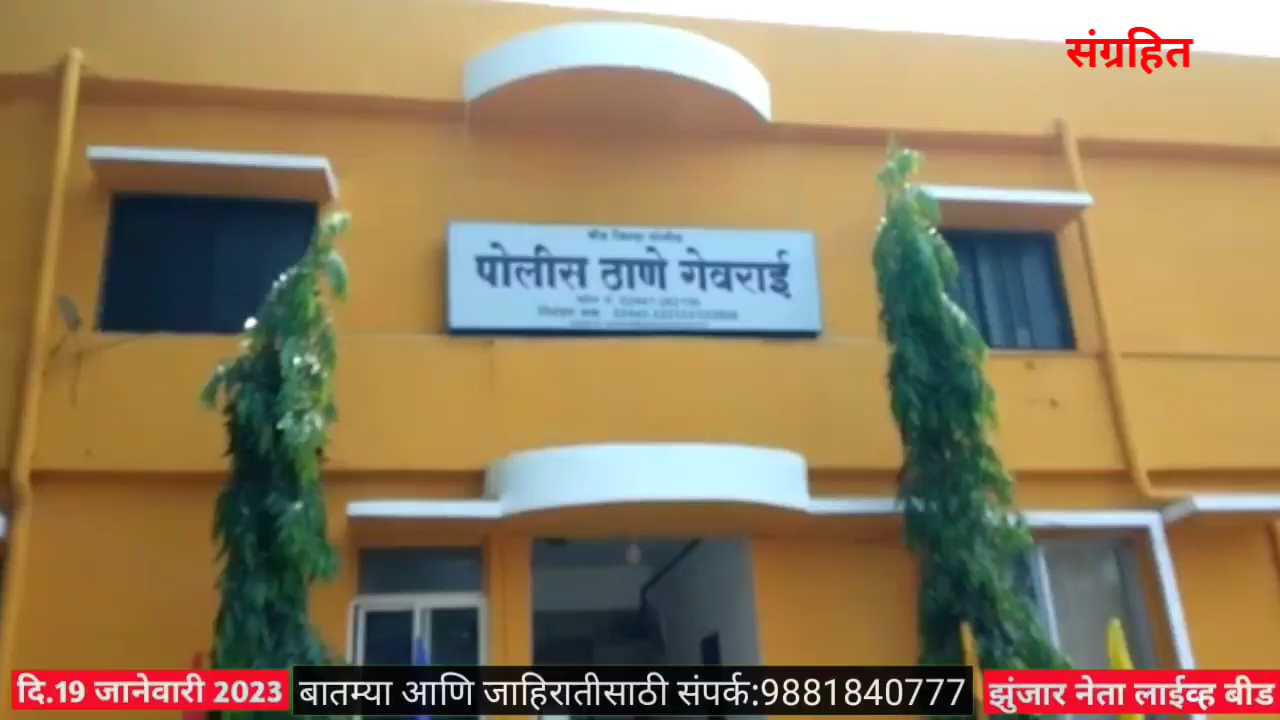 संग्रहित
बीड जिल्हा पोलीस
पोलीस ठाणे गेवराई
फोन नं.
दि.19 जानेवारी 2023
बातम्या आणि जाहिरातीसाठी संपर्क:9881840777
झुंजार नेता लाईव्ह बीड